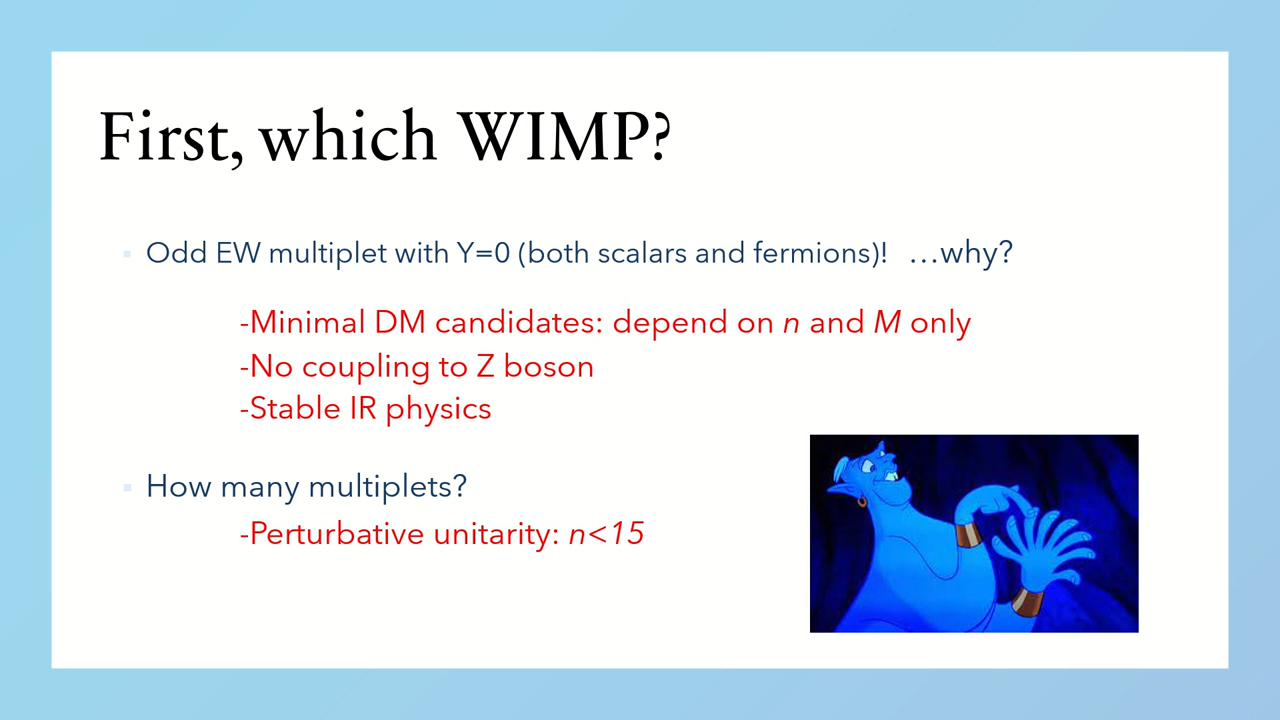 First, which WIMP?
Odd EW multiplet with Y=0 (both scalars and fermions)! …why?
-Minimal DM candidates: depend on n and M only
-No coupling to Z boson
-Stable IR physics
How many multiplets?
-Perturbative unitarity: n<15